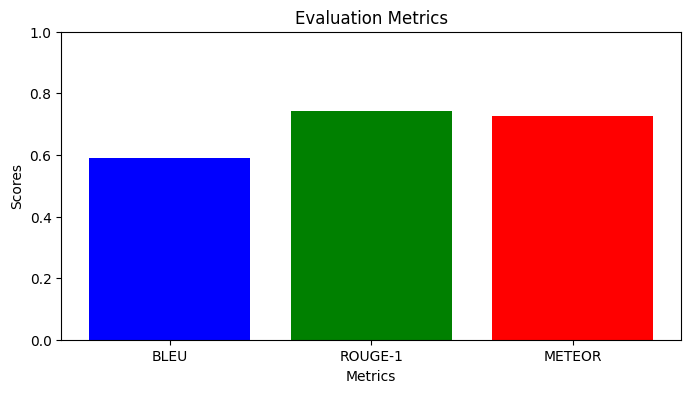 Evaluation Metrics
1.0
0.8
0.6
0.4
0.2
0.0
Scores
BLEU
ROUGE-1
METEOR
Metrics